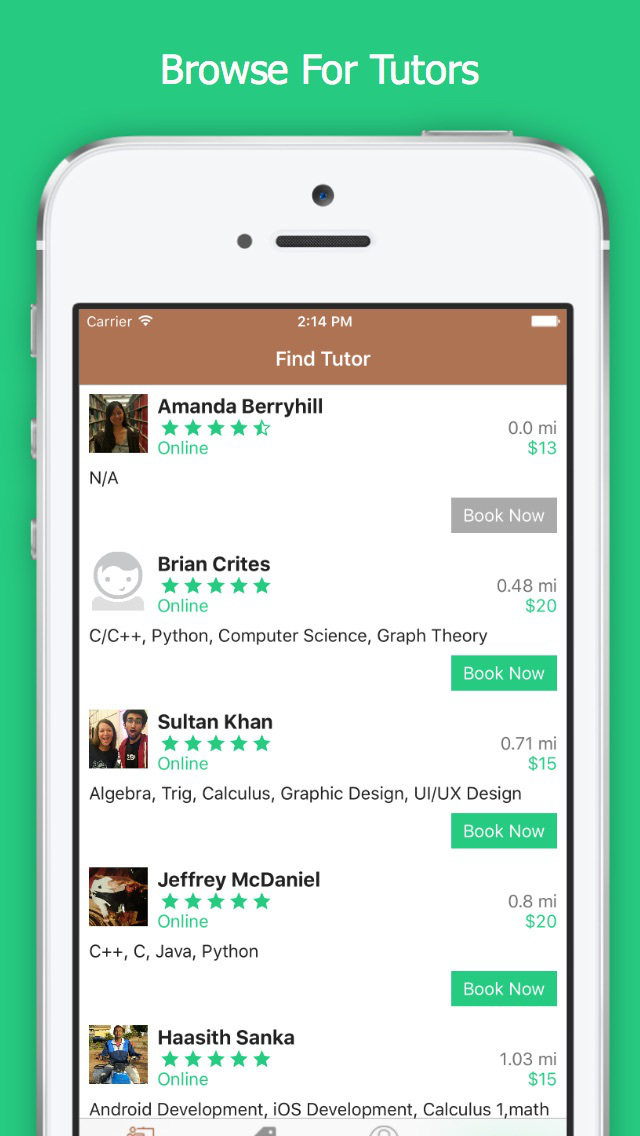 Browse For Tutors
Carrier 2:14 PM
Find Tutor
Amanda Berryhill
0.0 mi
Online $13
N/A
Book Now
Brian Crites
0.48 mi
Online $20
C/C++, Python, Computer Science, Graph Theory
Book Now
Sultan Khan
0.71 mi
Online $15
Algebra, Trig, Calculus, Graphic Design, UI/UX Design
Book Now
Jeffrey McDaniel
0.8 mi
Online $20
C++, C, Java, Python
Book Now
Haasith Sanka
1.03 mi
Online $15
Android Development, iOS Development, Calculus 1,math